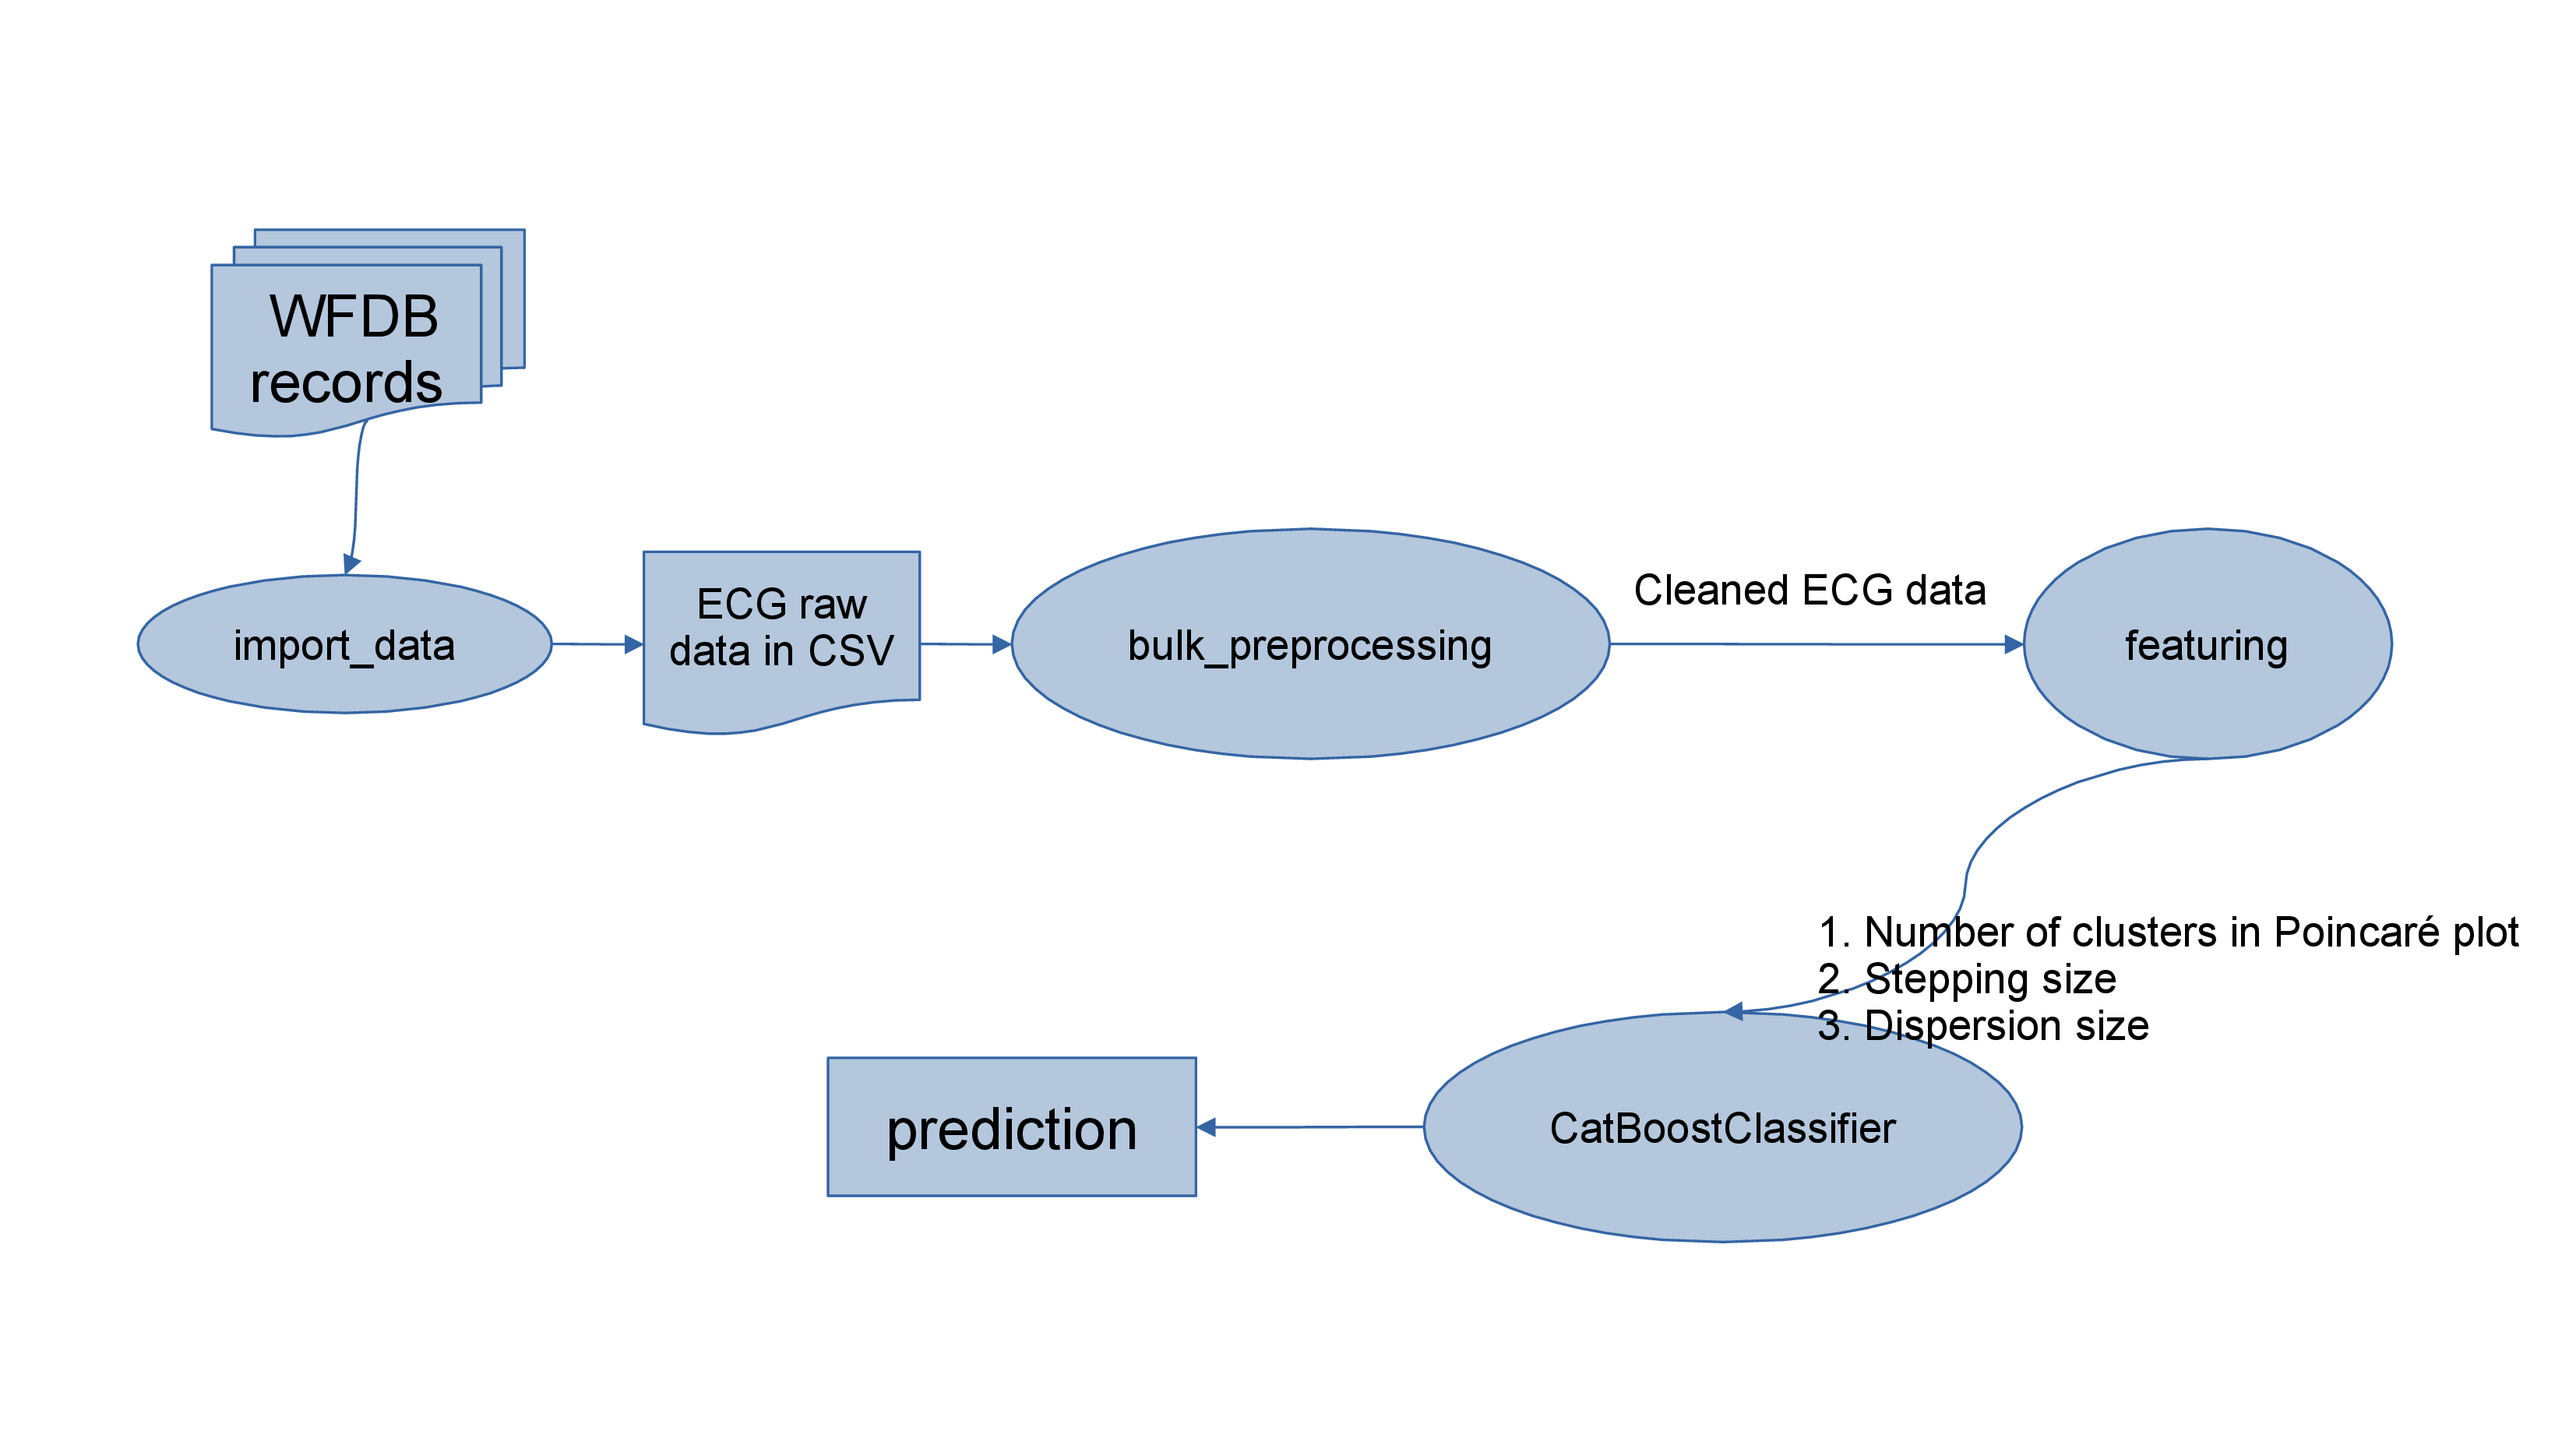 WFDB
records
import_data
ECG raw
data in CSV
bulk_preprocessing
Cleaned ECG data
featuring
1. Number of clusters in Poincaré plot
2. Stepping size
3. Dispersion size
CatBoostClassifier
prediction